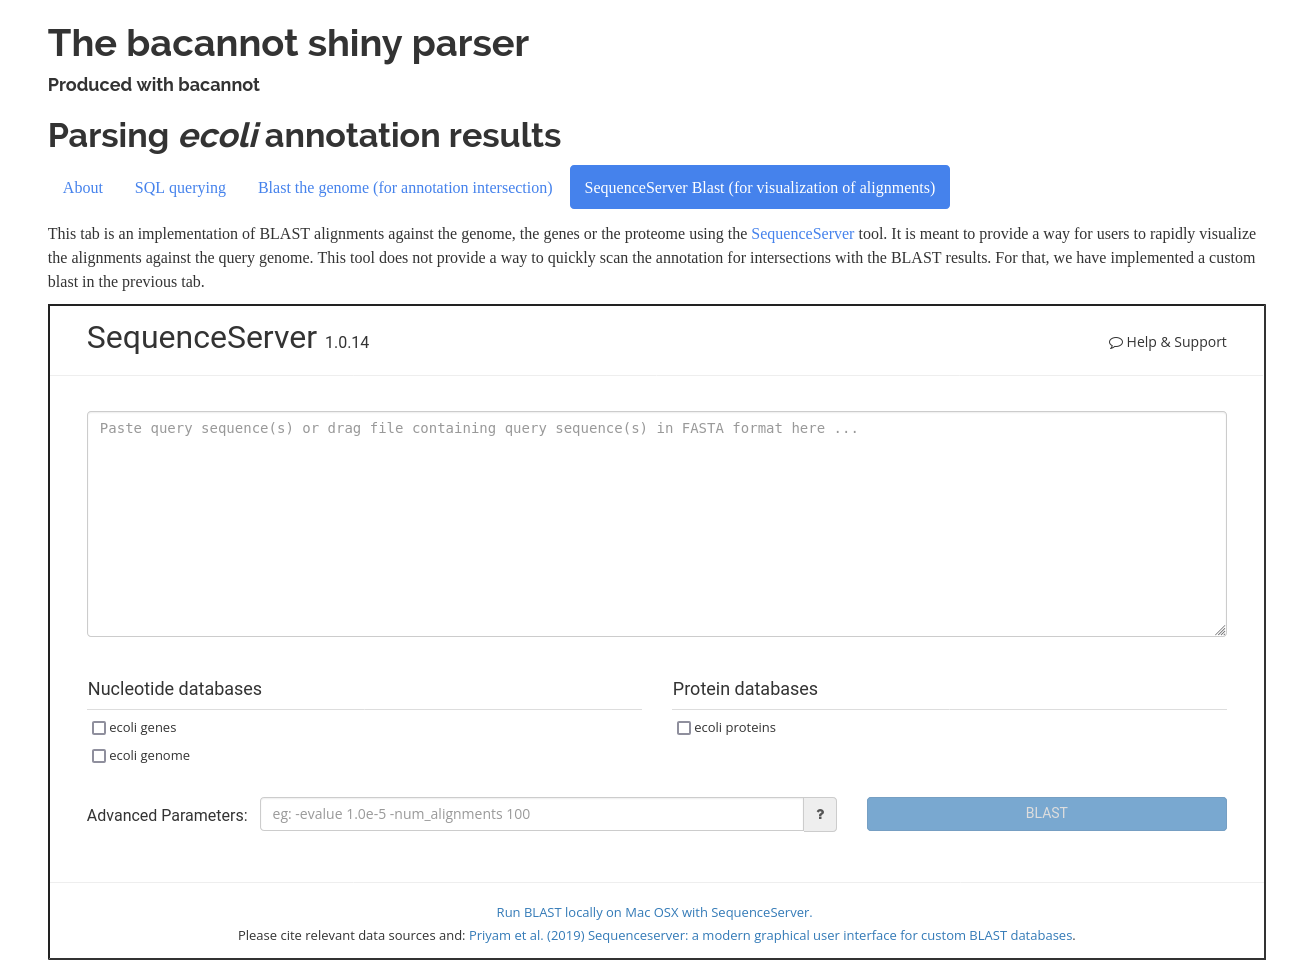 The bacannot shiny parser
Produced with bacannot
Parsing ecoli annotation results
About SQL querying Blast the genome (for annotation intersection) SequenceServer Blast (for visualization of alignments)
This tab is an implementation of BLAST alignments against the genome, the genes or the proteome using the SequenceServer tool. It is meant to provide a way for users to rapidly visualize
the alignments against the query genome. This tool does not provide a way to quickly scan the annotation for intersections with the BLAST results. For that, we have implemented a custom
blast in the previous tab.
SequenceServer 1.0.14 Help & Support
Paste query sequence(s) or drag file containing query sequence(s) in FASTA format here ...
Nucleotide databases Protein databases
ecoli genes ecoli proteins
ecoli genome
Advanced Parameters: eg: -evalue 1.0e-5 -num_alignments 100 ? BLAST
Run BLAST locally on Mac OSX with SequenceServer.
Please cite relevant data sources and: Priyam et al. (2019) Sequenceserver: a modern graphical user interface for custom BLAST databases.